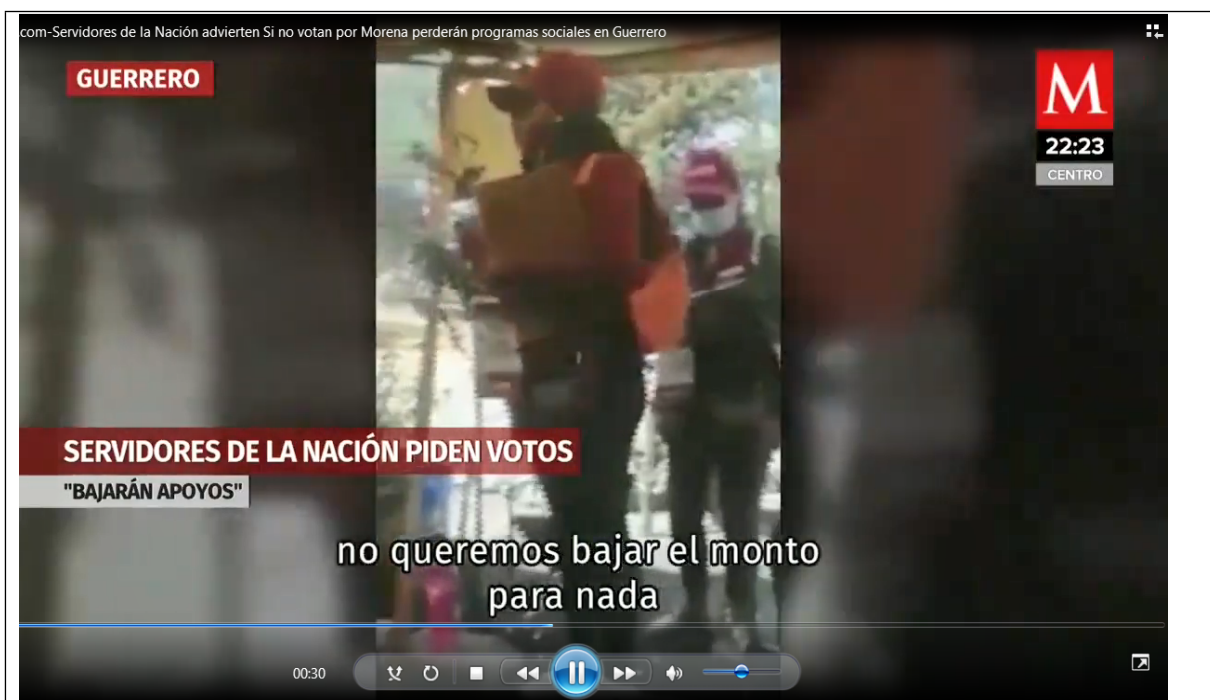 com-Servidores de la Nación advierten Si no votan por Morena perderán programas sociales en Guerrero
GUERRERO
M
22:23
CENTRO
SERVIDORES DE LA NACIÓN PIDEN VOTOS
"BAJARÁN APOYOS"
no queremos bajar el monto
para nada
00:30